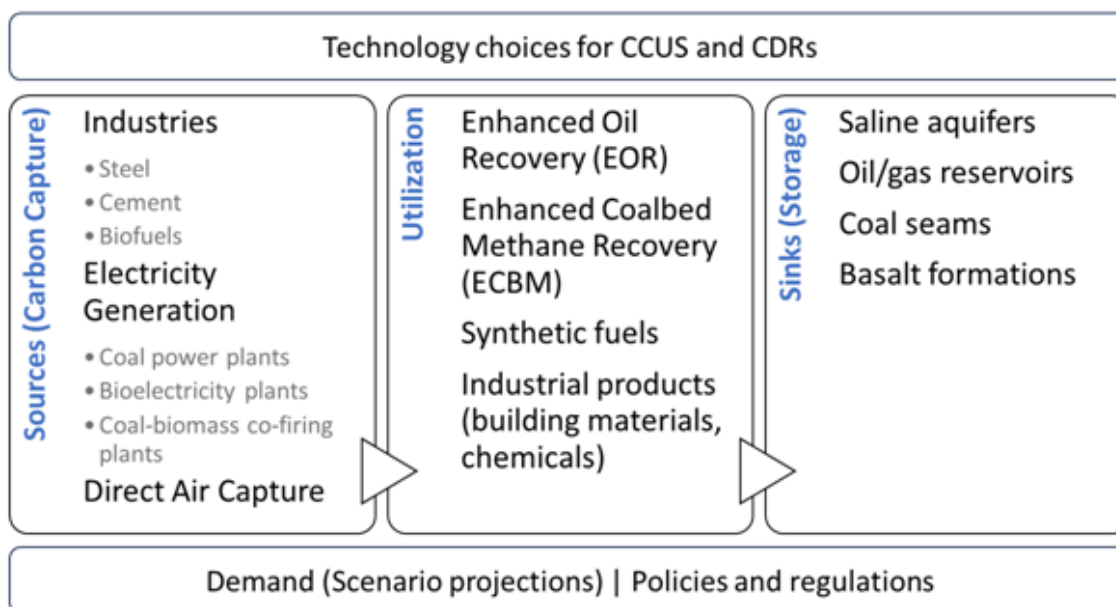 Technology choices for CCUS and CDRs
Sources (Carbon Capture)
Industries
• Steel
• Cement
• Biofuels
Electricity
Generation
• Coal power plants
• Bioelectricity plants
• Coal-biomass co-firing
plants
Direct Air Capture
Utilization
Enhanced Oil
Recovery (EOR)
Enhanced Coalbed
Methane Recovery
(ECBM)
Synthetic fuels
Industrial products
(building materials,
chemicals)
Sinks (Storage)
Saline aquifers
Oil/gas reservoirs
Coal seams
Basalt formations
Demand (Scenario projections) | Policies and regulations